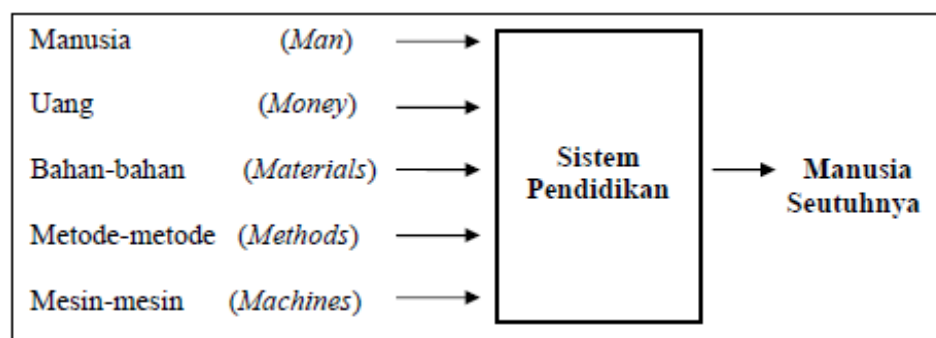 Manusia (Man)
Uang (Money)
Bahan-bahan (Materials)
Metode-metode (Methods)
Mesin-mesin (Machines)
Sistem
Pendidikan
Manusia
Seutuhnya